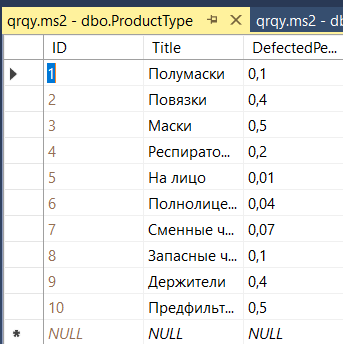 qrqy.ms2 - dbo.ProductType qrqy.ms2 - db
ID Title DefectedPe...
1 Полумаски 0,1
2 Повязки 0,4
3 Маски 0,5
4 Респирато... 0,2
5 На лицо 0,01
6 Полнолице... 0,04
7 Сменные ч... 0,07
8 Запасные ч... 0,1
9 Держители 0,4
10 Предфильт... 0,5
NULL NULL NULL